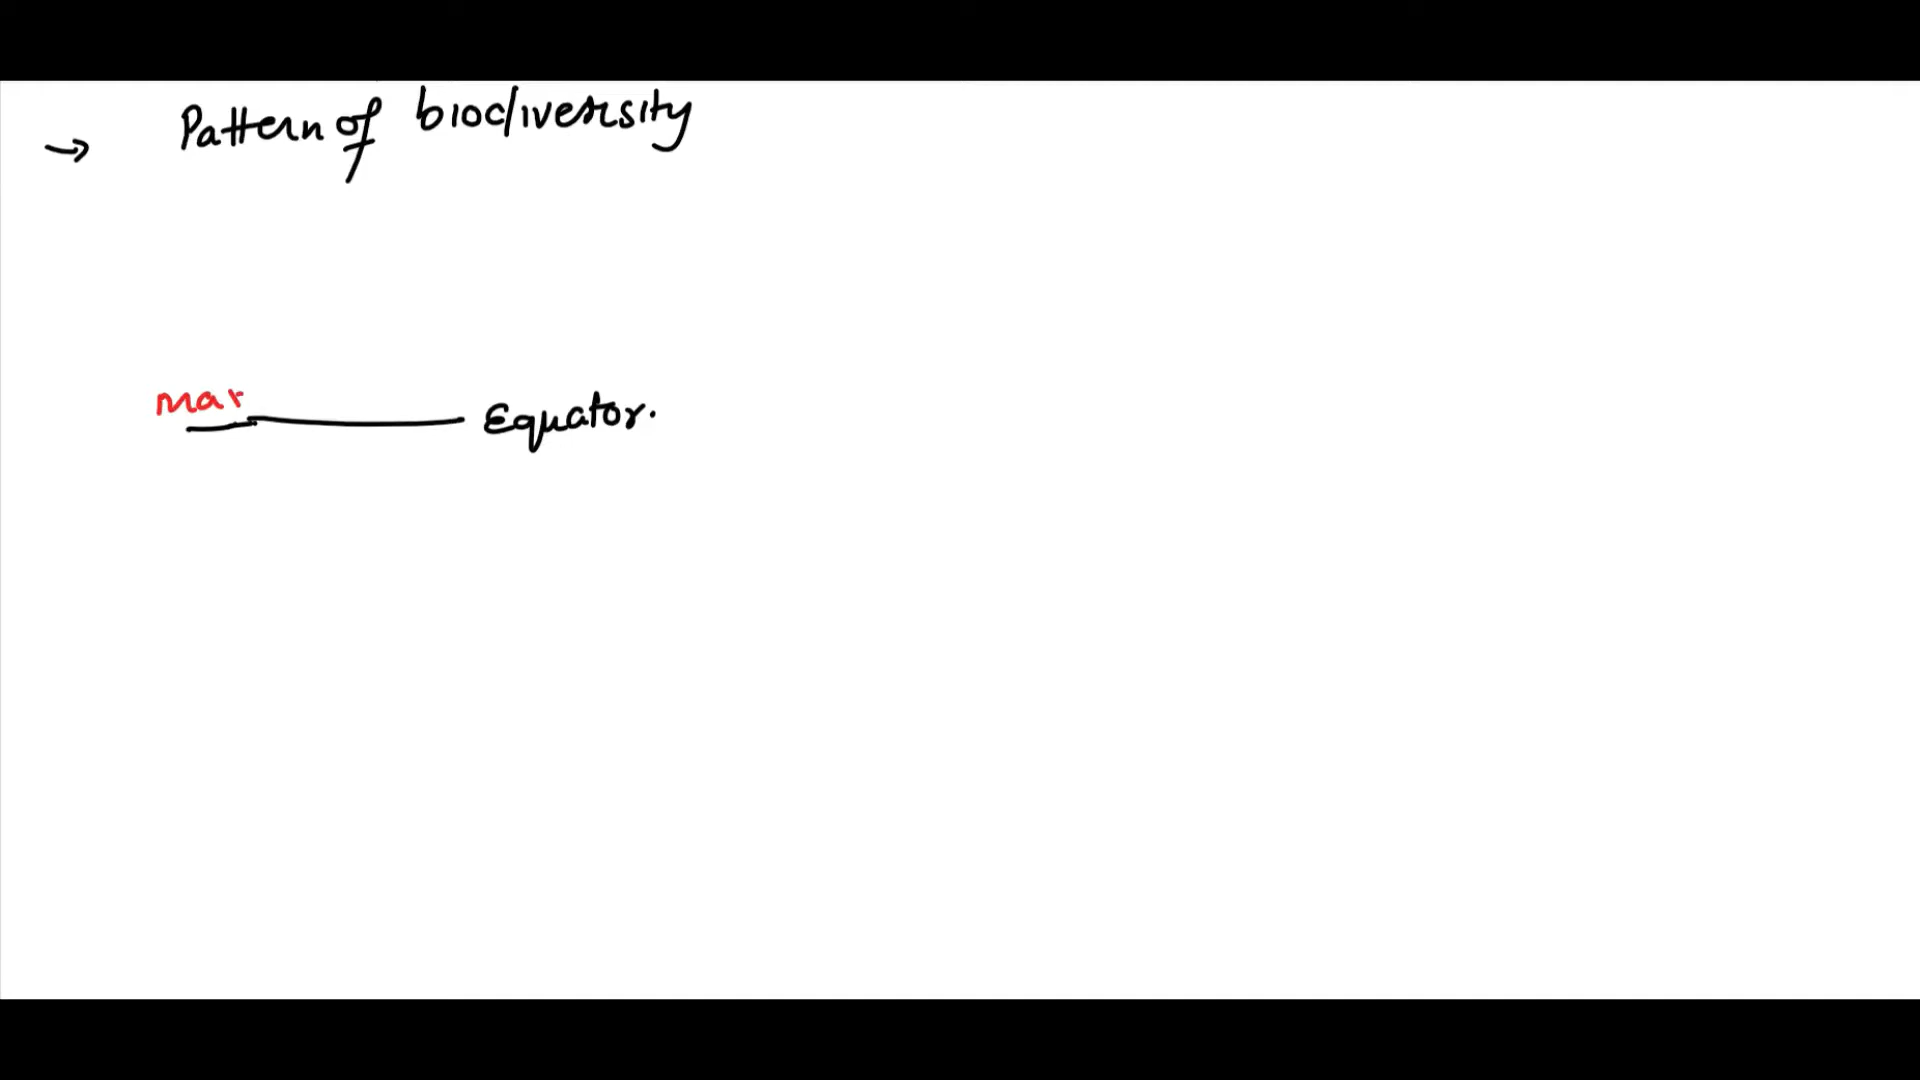 → Pattern of biodiversity
max Equator.